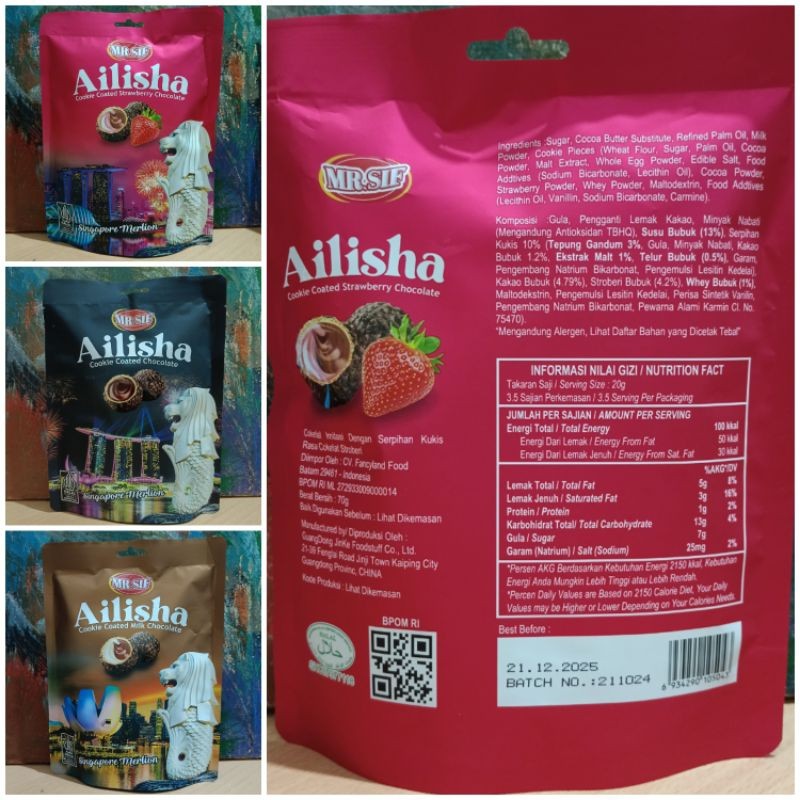 MR.SIF
Ailisha
Cookie Coated Strawberry Chocolate
Singapore Merlion
MR.SIF
Ailisha
Cookie Coated Chocolate
Singapore Merlion
MR.SIF
Ailisha
Cookie Coated Milk Chocolate
Singapore Merlion
MR.SIF
Ailisha
Cookie Coated Strawberry Chocolate
Cokelat Imitasi Dengan Serpihan Kukis
Rasa Cokelat Stroberi
Diimpor Oleh : CV. Fancyland Food
Batam 29461 - Indonesia
BPOM RI ML 272933009000014
Berat Bersih : 70g
Baik Digunakan Sebelum : Lihat Dikemasan
Manufactured by/ Diproduksi Oleh :
GuangDong JinKe Foodstuff Co., Ltd.
21-36 Fenglai Road Jinji Town Kaiping City
Guangdong Provinc, CHINA
Kode Produksi : Lihat Dikemasan
HALAL
حلال
BPOM RI
Ingredients :Sugar, Cocoa Butter Substitute, Refined Palm Oil, Milk
Powder, Cookie Pieces (Wheat Flour, Sugar, Palm Oil, Cocoa
Powder, Malt Extract, Whole Egg Powder, Edible Salt, Food
Addtives (Sodium Bicarbonate, Lecithin Oil), Cocoa Powder,
Strawberry Powder, Whey Powder, Maltodextrin, Food Addtives
(Lecithin Oil, Vanillin, Sodium Bicarbonate, Carmine).
Komposisi :Gula, Pengganti Lemak Kakao, Minyak Nabati
(Mengandung Antioksidan TBHQ), Susu Bubuk (13%), Serpihan
Kukis 10% (Tepung Gandum 3%, Gula, Minyak Nabati, Kakao
Bubuk 1.2%, Ekstrak Malt 1%, Telur Bubuk (0.5%), Garam,
Pengembang Natrium Bikarbonat, Pengemulsi Lesitin Kedelai),
Kakao Bubuk (4.79%), Stroberi Bubuk (4.2%), Whey Bubuk (1%),
Maltodekstrin, Pengemulsi Lesitin Kedelai, Perisa Sintetik Vanilin,
Pengembang Natrium Bikarbonat, Pewarna Alami Karmin CI. No.
75470).
"Mengandung Alergen, Lihat Daftar Bahan yang Dicetak Tebal"
INFORMASI NILAI GIZI / NUTRITION FACT
Takaran Saji / Serving Size : 20g
3.5 Sajian Perkemasan / 3.5 Serving Per Packaging
JUMLAH PER SAJIAN / AMOUNT PER SERVING
Energi Total / Total Energy 100 kkal
Energi Dari Lemak / Energy From Fat 50 kkal
Energi Dari Lemak Jenuh / Energy From Sat. Fat 30 kkal
%AKG*/DV
Lemak Total / Total Fat 5g 8%
Lemak Jenuh / Saturated Fat 3g 16%
Protein / Protein 1g 2%
Karbohidrat Total/ Total Carbohydrate 13g 4%
Gula / Sugar 7g
Garam (Natrium) / Salt (Sodium) 25mg 2%
*Persen AKG Berdasarkan Kebutuhan Energi 2150 kkal, Kebutuhan
Energi Anda Mungkin Lebih Tinggi atau Lebih Rendah.
*Percen Daily Values are Based on 2150 Calorie Diet, Your Daily
Values may be Higher or Lower Depending on Your Calories Needs.
Best Before :
21.12.2025
BATCH NO.:211024
6 934290 105043